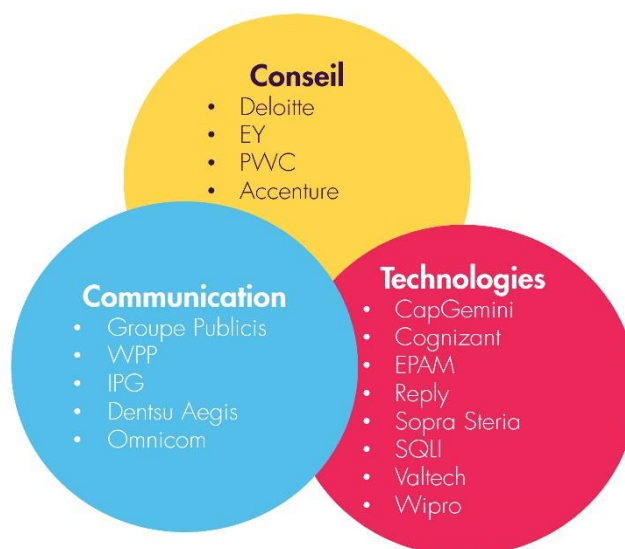 Conseil
• Deloitte
• EY
• PWC
• Accenture
Communication
• Groupe Publicis
• WPP
• IPG
• Dentsu Aegis
• Omnicom
Technologies
• CapGemini
• Cognizant
• EPAM
• Reply
• Sopra Steria
• SQLI
• Valtech
• Wipro